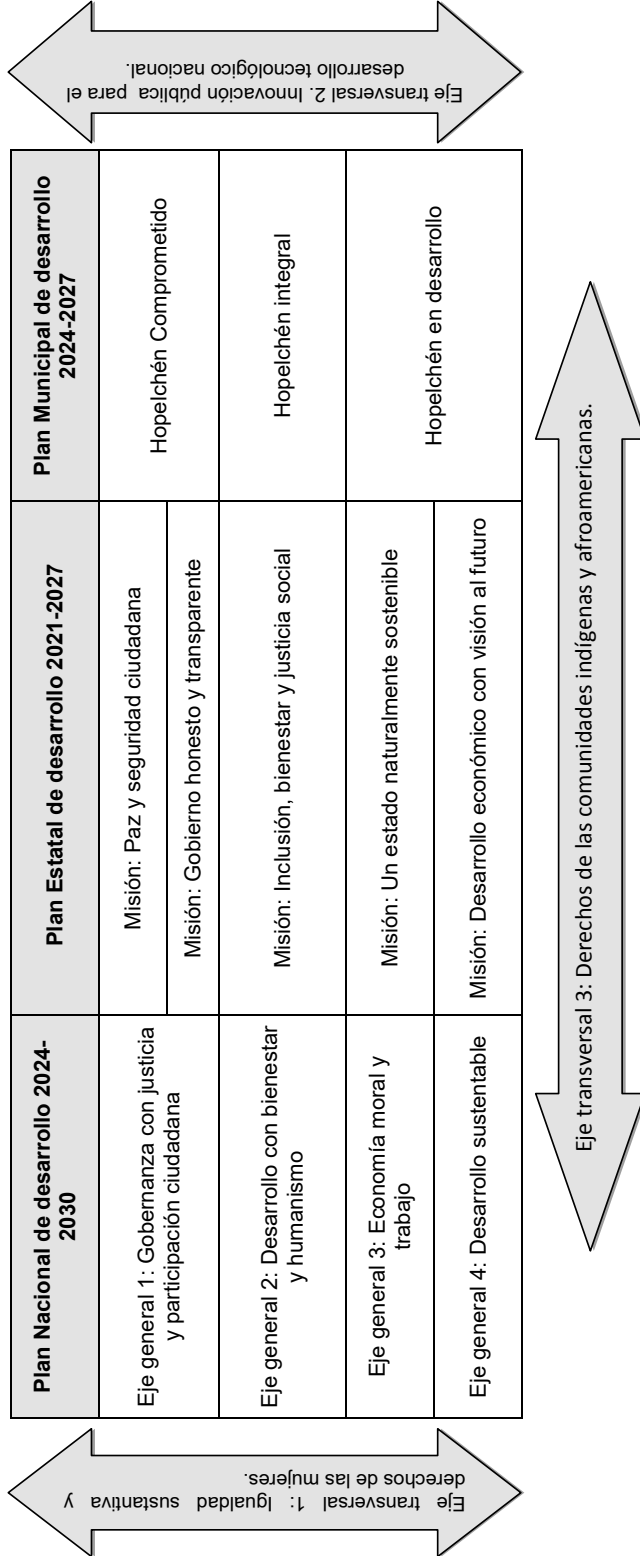 Eje transversal 1: Igualdad sustantiva y
derechos de las mujeres.
Plan Nacional de desarrollo 2024-
2030
Plan Estatal de desarrollo 2021-2027
Plan Municipal de desarrollo
2024-2027
Eje general 1: Gobernanza con justicia
y participación ciudadana
Misión: Paz y seguridad ciudadana
Misión: Gobierno honesto y transparente
Hopelchén Comprometido
Eje general 2: Desarrollo con bienestar
y humanismo
Misión: Inclusión, bienestar y justicia social
Hopelchén integral
Eje general 3: Economía moral y
trabajo
Misión: Un estado naturalmente sostenible
Hopelchén en desarrollo
Eje general 4: Desarrollo sustentable
Misión: Desarrollo económico con visión al futuro
Eje transversal 2. Innovación pública para el
desarrollo tecnológico nacional.
Eje transversal 3: Derechos de las comunidades indígenas y afroamericanas.